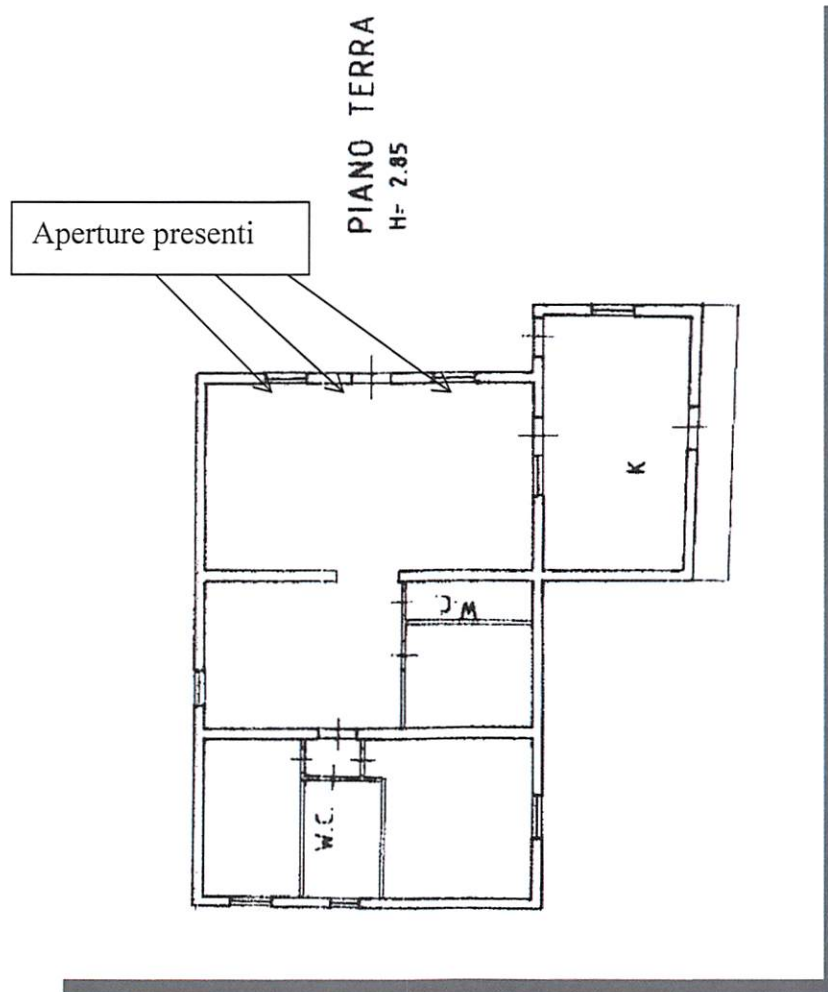 PIANO TERRA
H= 2.85
Aperture presenti
K
W.C.
W.C.